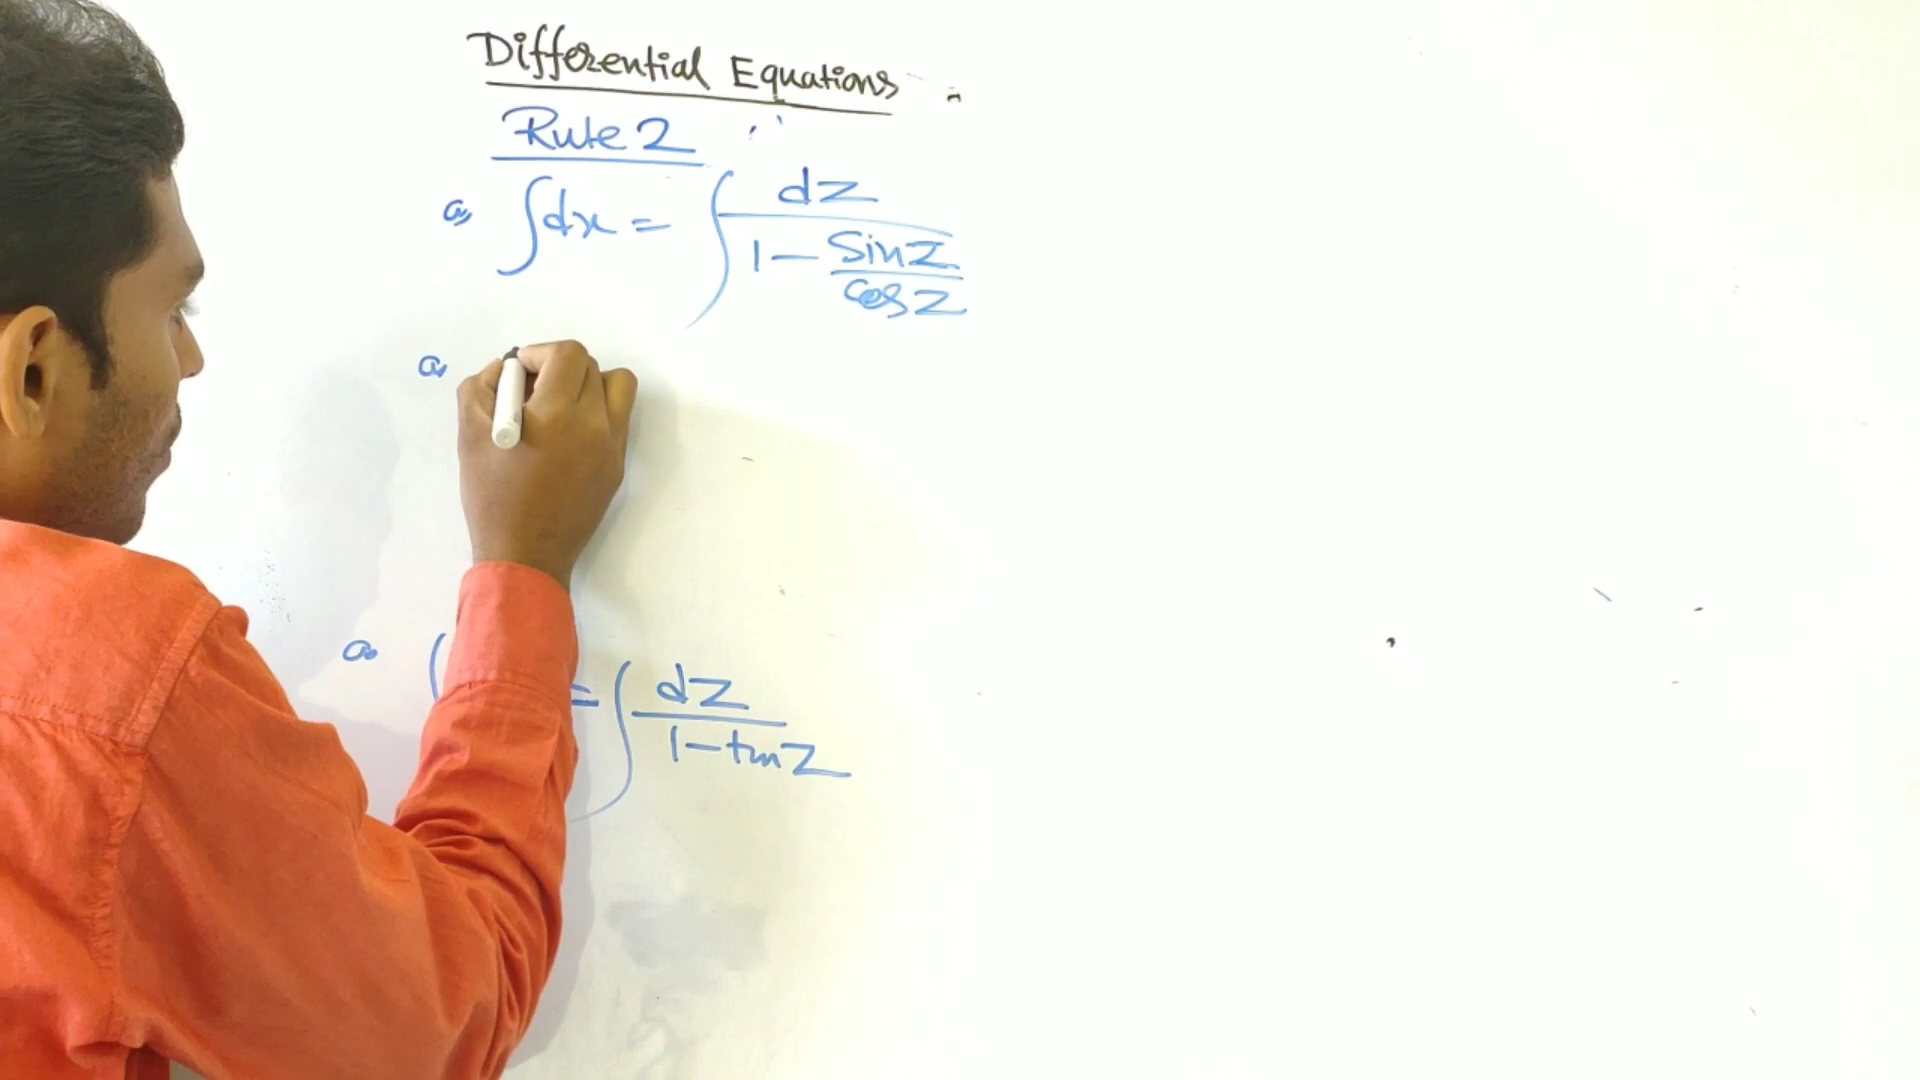 Differential Equations
Rule 2
a, ∫dx = ∫ dz / (1 - Sinz / cosz)
a,
a, ∫ = ∫ dz / (1 - tanz)